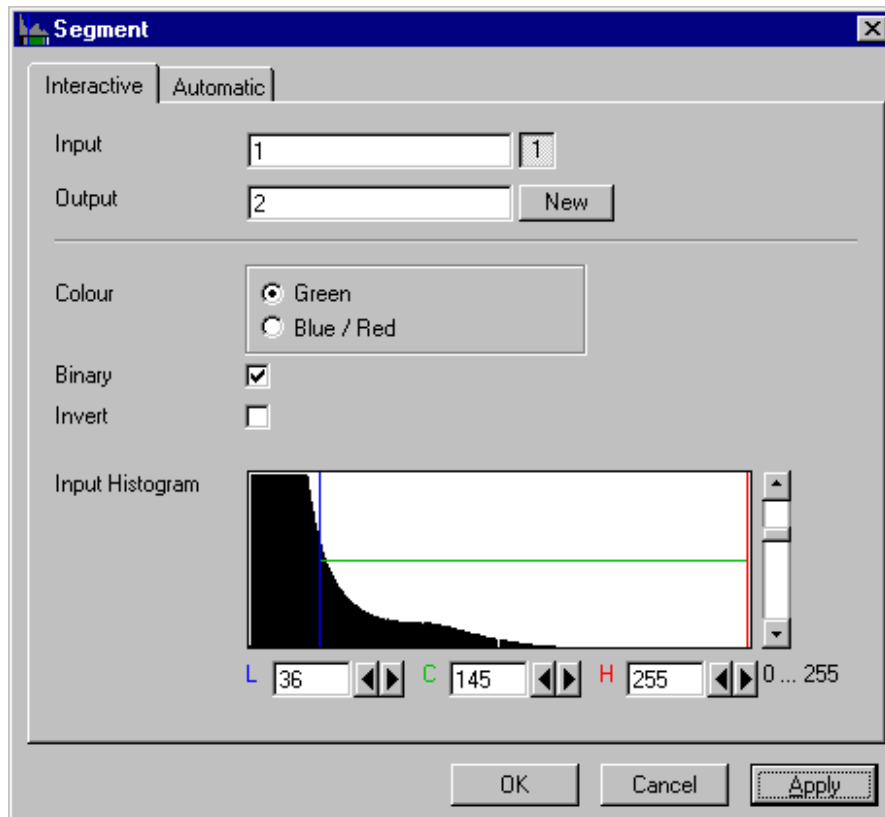 Segment
Interactive Automatic
Input 1 1
Output 2 New
Colour Green
Blue / Red
Binary
Invert
Input Histogram
L 36 C 145 H 255 0 ... 255
OK Cancel Apply